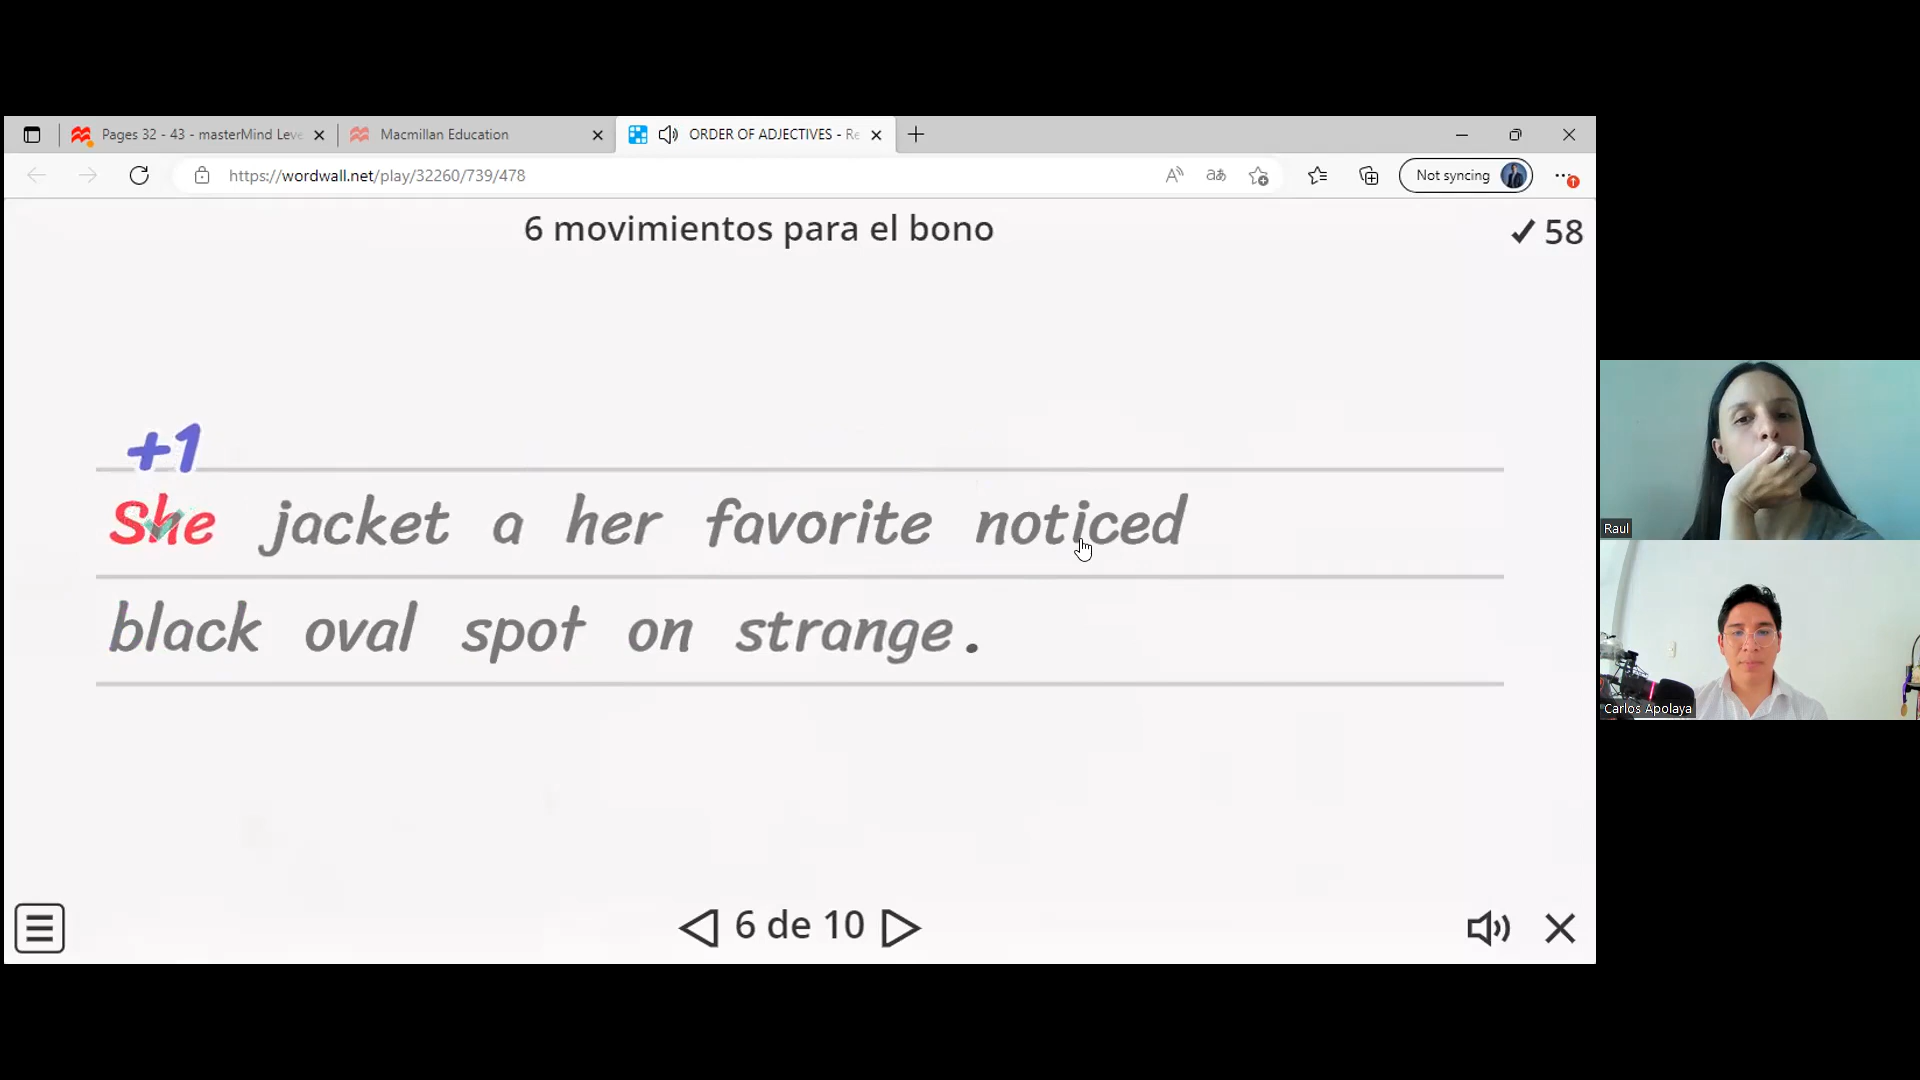 Pages 32 - 43 - masterMind Leve
Macmillan Education
ORDER OF ADJECTIVES - Re
https://wordwall.net/play/32260/739/478
Not syncing
6 movimientos para el bono
58
+1
She jacket a her favorite noticed
black oval spot on strange.
6 de 10
Raul
Carlos Apolaya